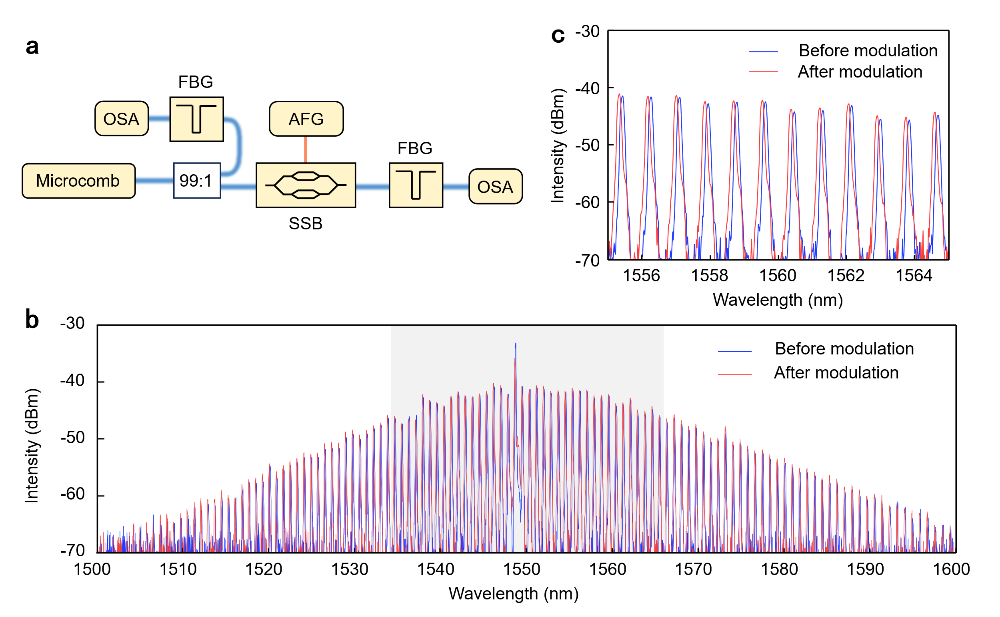 a
FBG
OSA
AFG
FBG
Microcomb
99:1
OSA
SSB
c
-30
-40
-50
-60
-70
Intensity (dBm)
Before modulation
After modulation
1556 1558 1560 1562 1564
Wavelength (nm)
b
-30
-40
-50
-60
-70
Intensity (dBm)
Before modulation
After modulation
1500 1510 1520 1530 1540 1550 1560 1570 1580 1590 1600
Wavelength (nm)